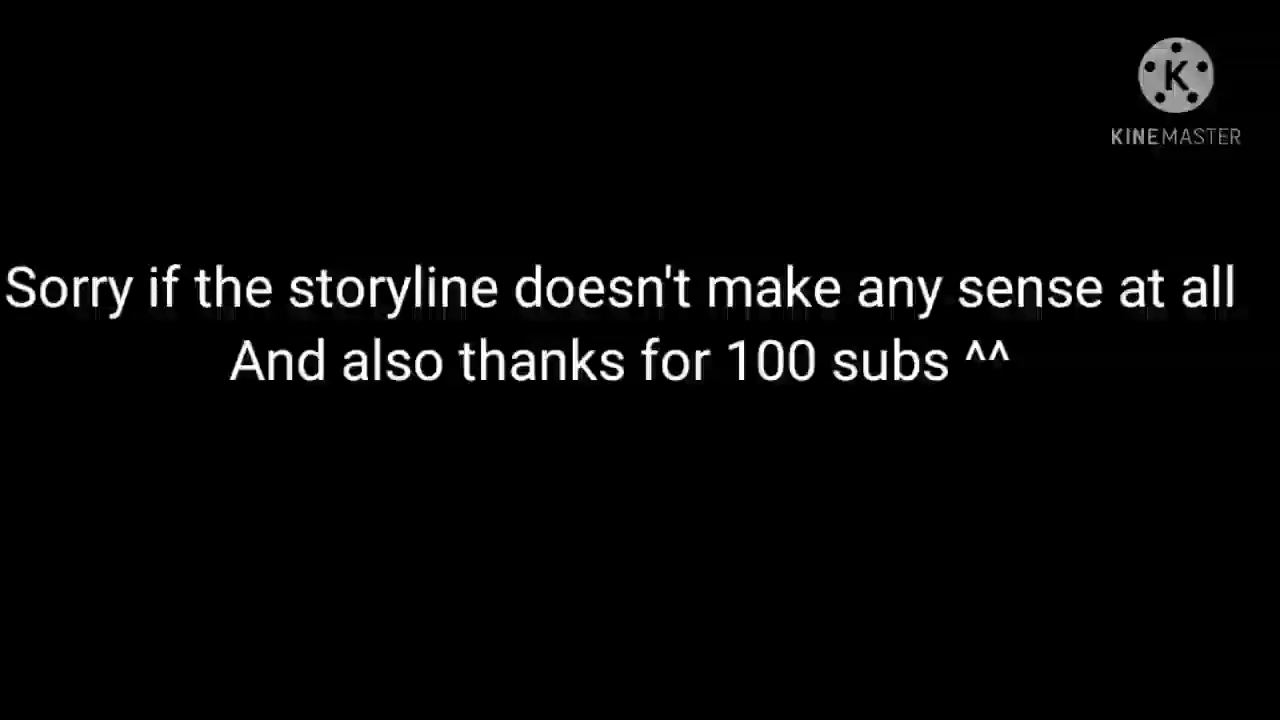 K
KINEMASTER
Sorry if the storyline doesn't make any sense at all
And also thanks for 100 subs ^^